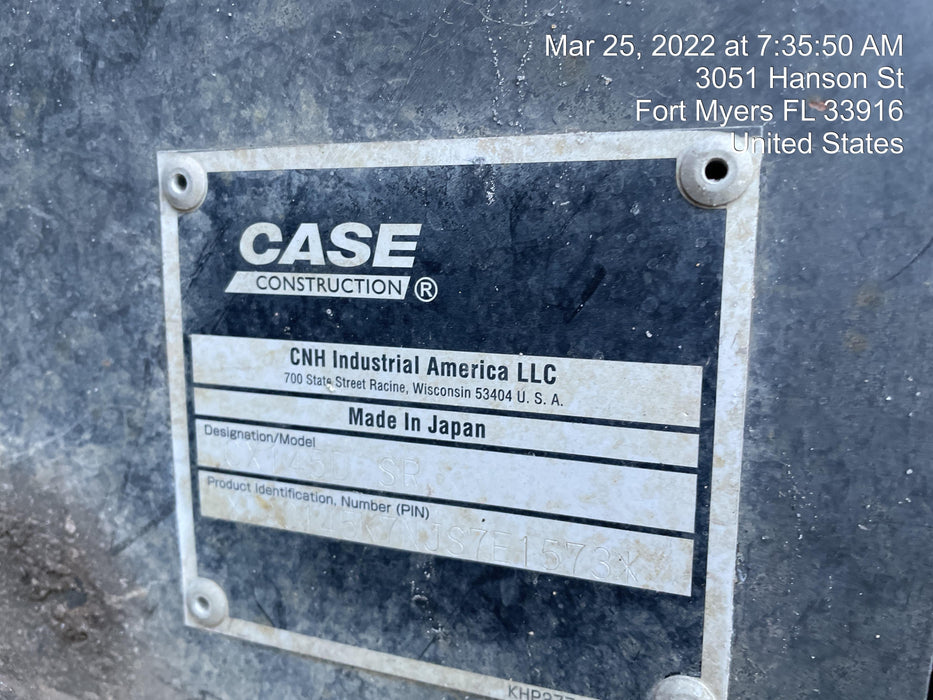 Mar 25, 2022 at 7:35:50 AM
3051 Hanson St
Fort Myers FL 33916
United States
CASE
CONSTRUCTION ®
CNH Industrial America LLC
700 State Street Racine, Wisconsin 53404 U. S. A.
Made In Japan
Designation/Model
CX145D SR
Product Identification, Number (PIN)